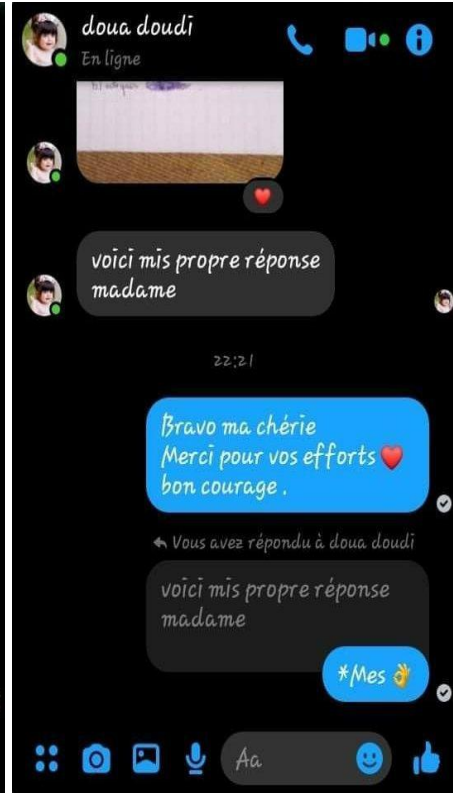 doua doudi
En ligne
voici mis propre réponse
madame
22:21
Bravo ma chérie
Merci pour vos efforts ❤️
bon courage .
Vous avez répondu à doua doudi
voici mis propre réponse
madame
*Mes 👌
Aa